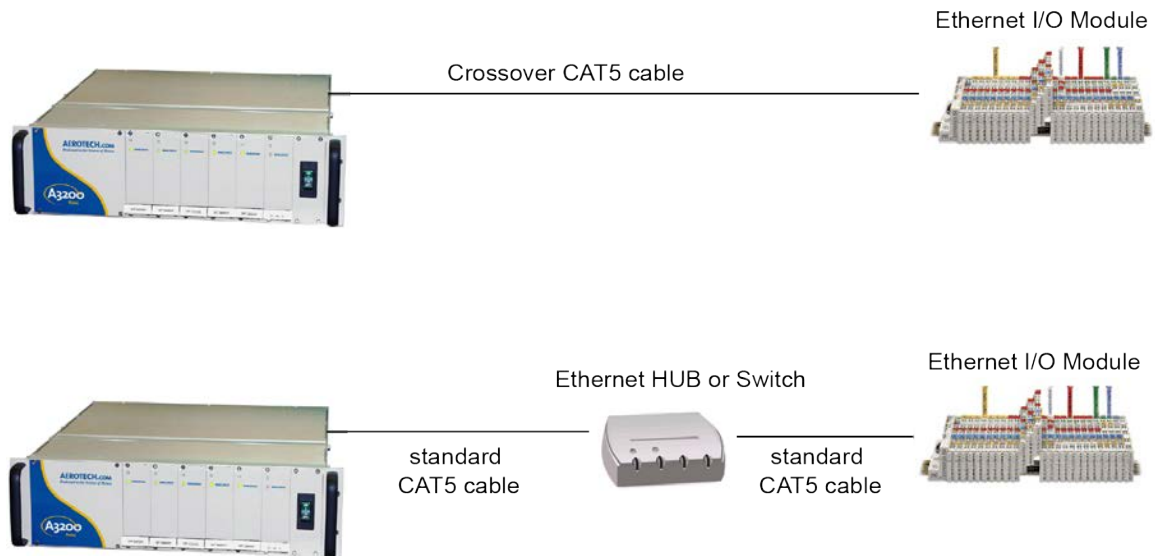 Ethernet I/O Module
Crossover CAT5 cable
AEROTECH.COM
A3200
Ethernet I/O Module
Ethernet HUB or Switch
standard
CAT5 cable
standard
CAT5 cable
AEROTECH.COM
A3200